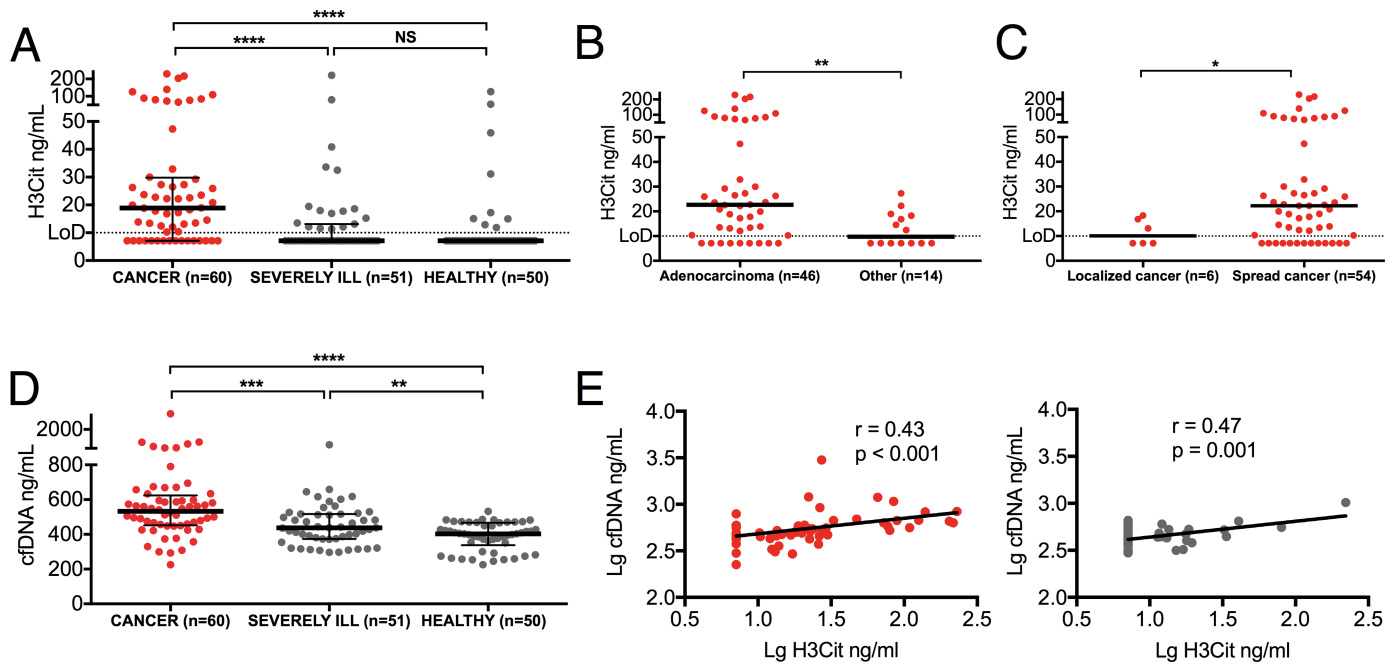 A
****
****
NS
H3Cit ng/mL
200
100
50
40
30
20
LoD
0
CANCER (n=60) SEVERELY ILL (n=51) HEALTHY (n=50)
B
**
H3Cit ng/ml
200
100
50
40
30
20
LoD
0
Adenocarcinoma (n=46) Other (n=14)
C
*
H3Cit ng/ml
200
100
50
40
30
20
LoD
0
Localized cancer (n=6) Spread cancer (n=54)
D
****
***
**
cfDNA ng/mL
2000
800
600
400
200
0
CANCER (n=60) SEVERELY ILL (n=51) HEALTHY (n=50)
E
Lg cfDNA ng/mL
4.0
3.5
3.0
2.5
2.0
r = 0.43
p < 0.001
0.5 1.0 1.5 2.0 2.5
Lg H3Cit ng/ml
Lg cfDNA ng/mL
4.0
3.5
3.0
2.5
2.0
r = 0.47
p = 0.001
0.5 1.0 1.5 2.0 2.5
Lg H3Cit ng/ml